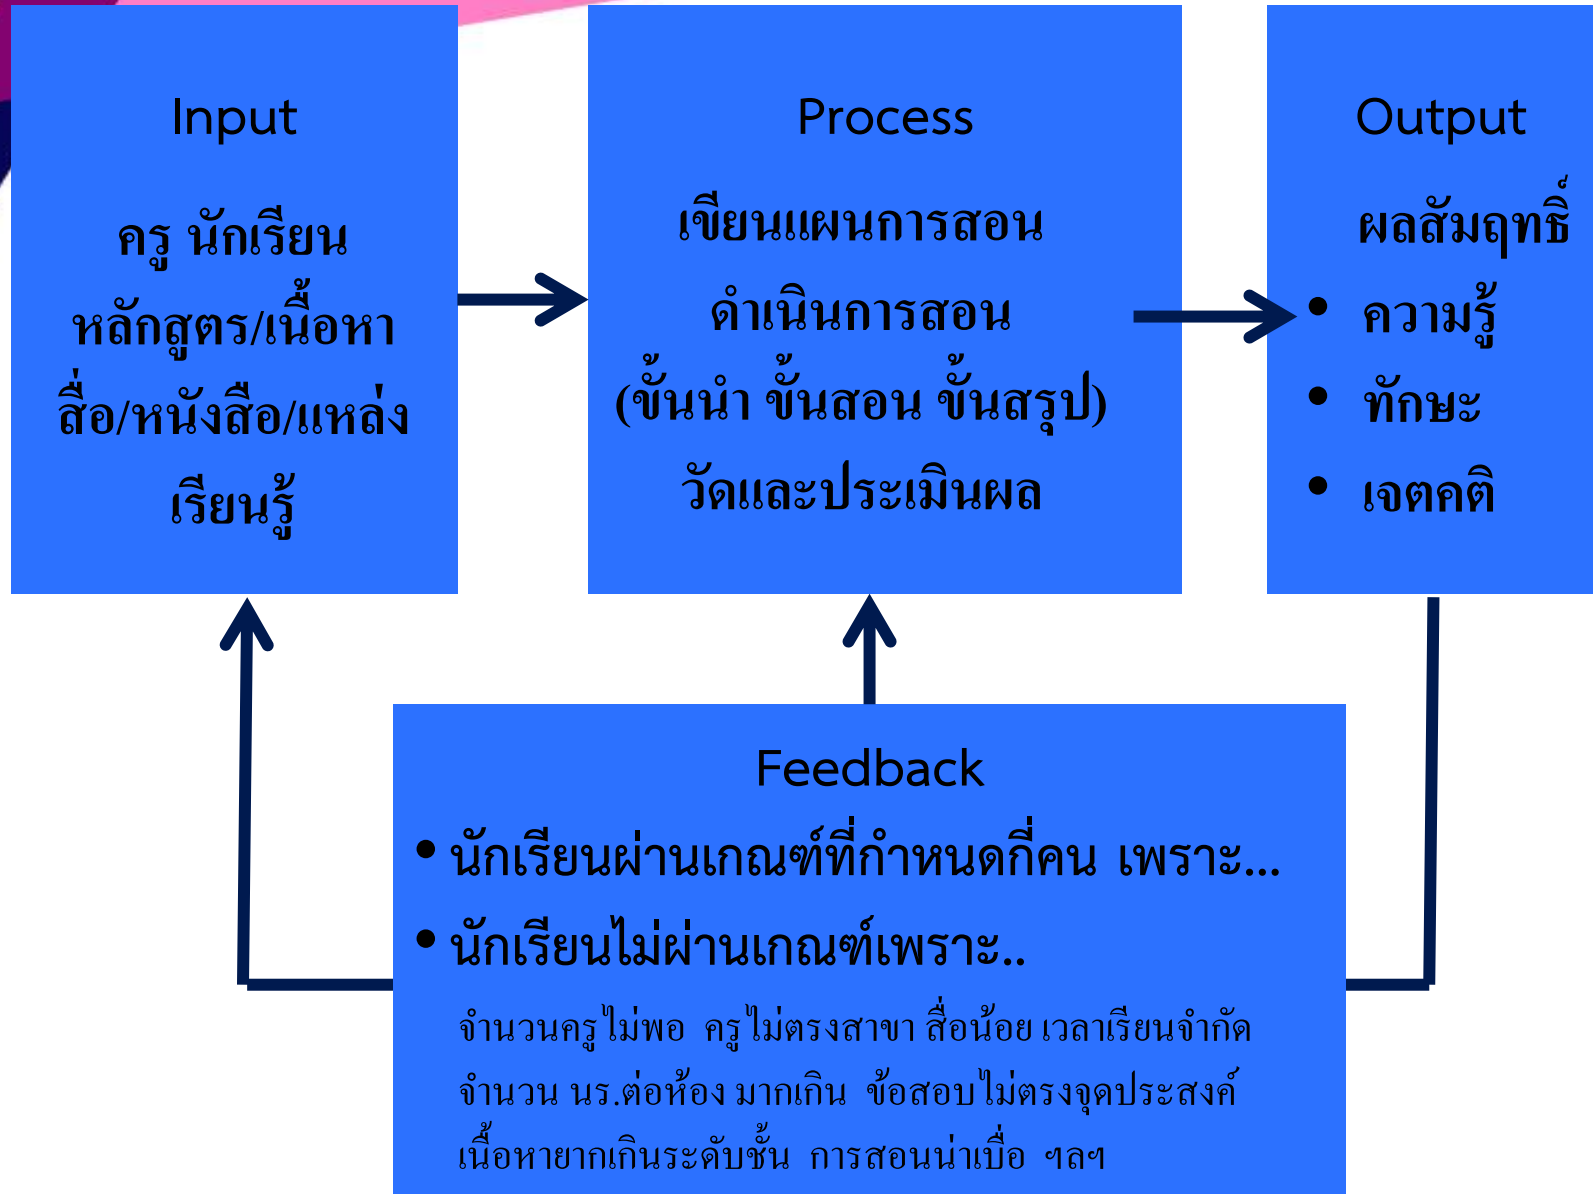 Input
ครู นักเรียน
หลักสูตร/เนื้อหา
สื่อ/หนังสือ/แหล่ง
เรียนรู้
Process
เขียนแผนการสอน
ดำเนินการสอน
(ขั้นนำ ขั้นสอน ขั้นสรุป)
วัดและประเมินผล
Output
ผลสัมฤทธิ์
• ความรู้
• ทักษะ
• เจตคติ
Feedback
• นักเรียนผ่านเกณฑ์ที่กำหนดกี่คน เพราะ...
• นักเรียนไม่ผ่านเกณฑ์เพราะ..
จำนวนครูไม่พอ ครูไม่ตรงสาขา สื่อน้อย เวลาเรียนจำกัด
จำนวน นร.ต่อห้อง มากเกิน ข้อสอบไม่ตรงจุดประสงค์
เนื้อหายากเกินระดับชั้น การสอนน่าเบื่อ ฯลฯ